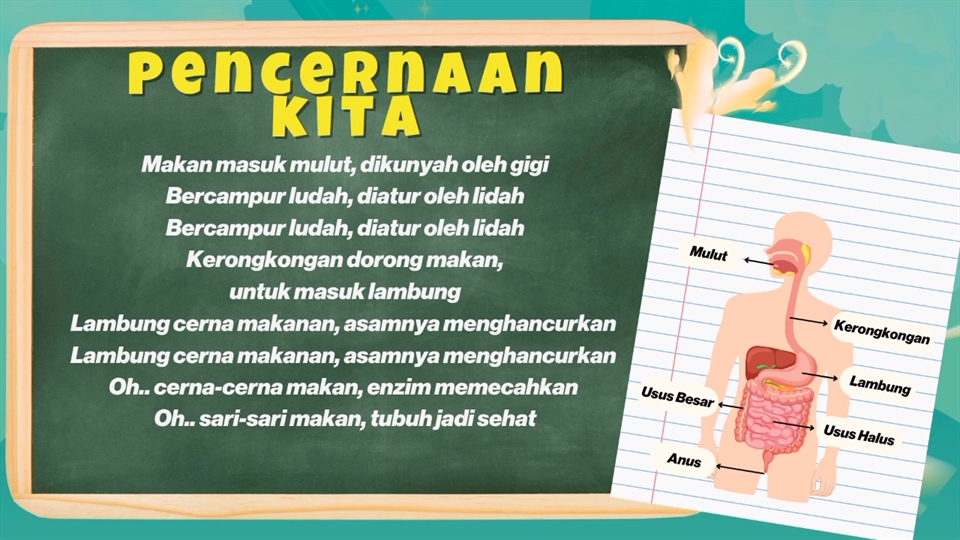 PENCERNAAN
KITA
Makan masuk mulut, dikunyah oleh gigi
Bercampur ludah, diatur oleh lidah
Bercampur ludah, diatur oleh lidah
Kerongkongan dorong makan,
untuk masuk lambung
Lambung cerna makanan, asamnya menghancurkan
Lambung cerna makanan, asamnya menghancurkan
Oh.. cerna-cerna makan, enzim memecahkan
Oh.. sari-sari makan, tubuh jadi sehat
Mulut
Kerongkongan
Lambung
Usus Besar
Usus Halus
Anus